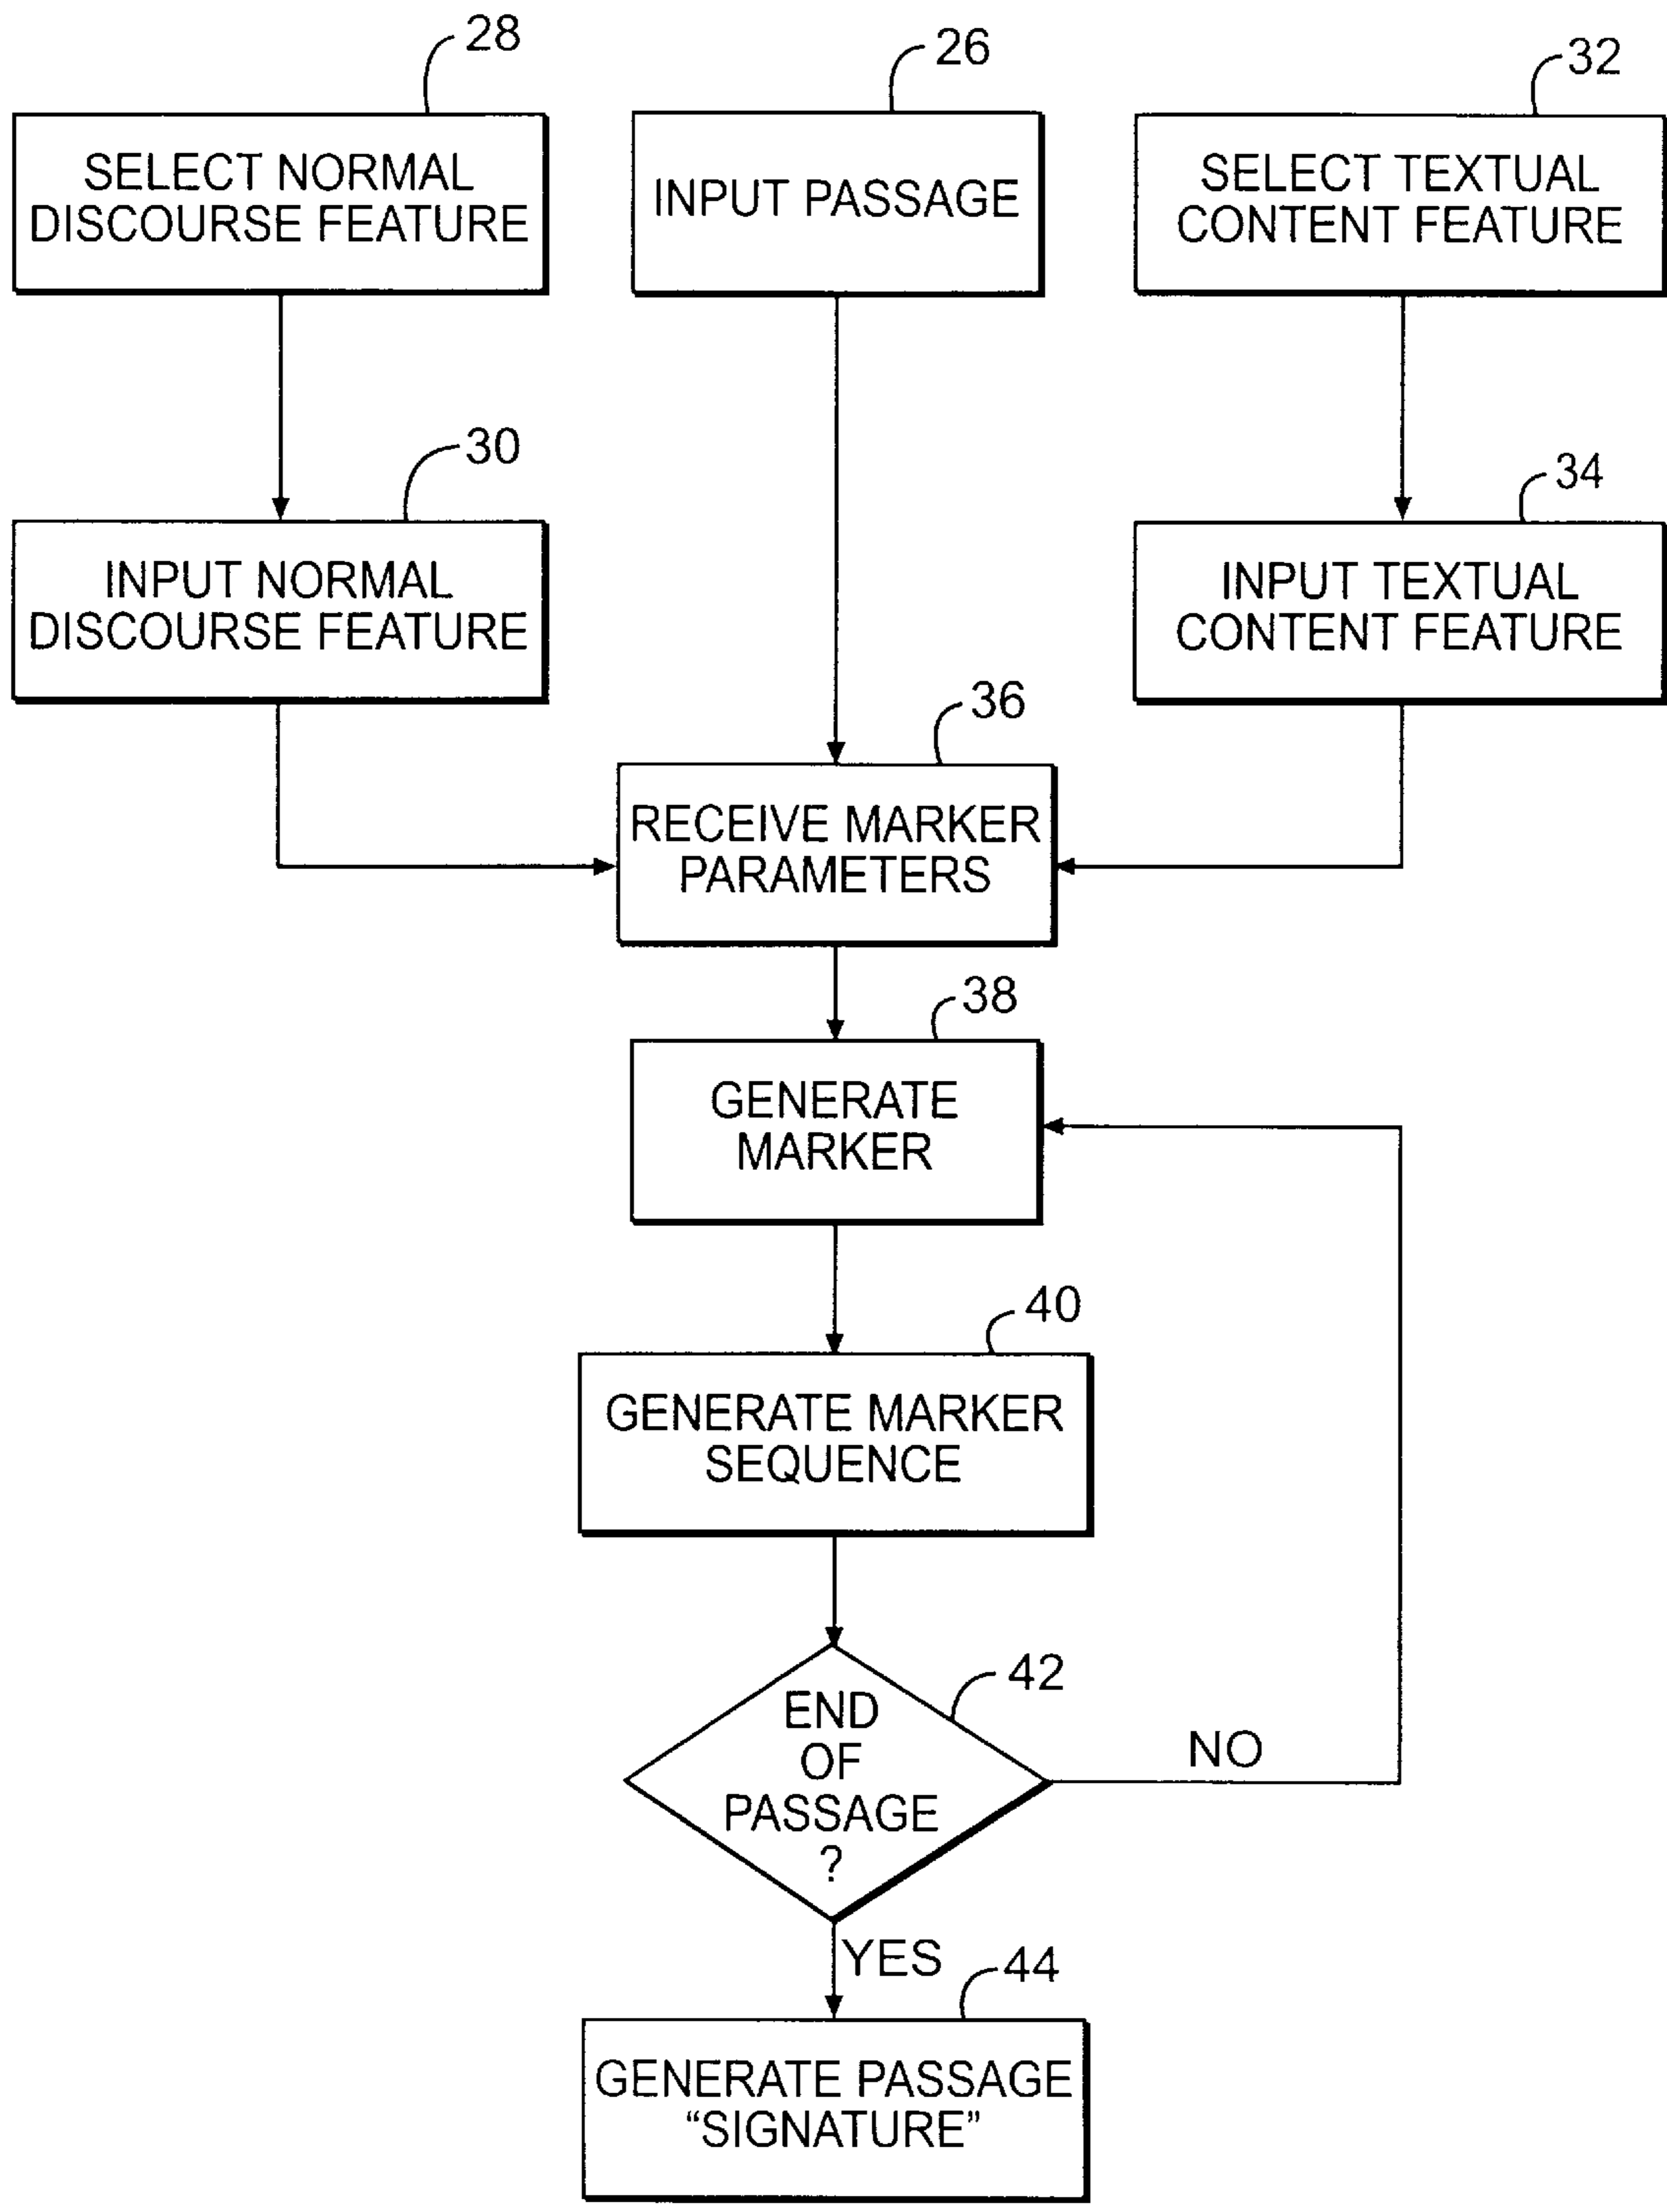 28
26
32
SELECT NORMAL
DISCOURSE FEATURE
INPUT PASSAGE
SELECT TEXTUAL
CONTENT FEATURE
30
34
INPUT NORMAL
DISCOURSE FEATURE
INPUT TEXTUAL
CONTENT FEATURE
36
RECEIVE MARKER
PARAMETERS
38
GENERATE
MARKER
40
GENERATE MARKER
SEQUENCE
42
END
OF
PASSAGE
?
NO
YES
44
GENERATE PASSAGE
“SIGNATURE”